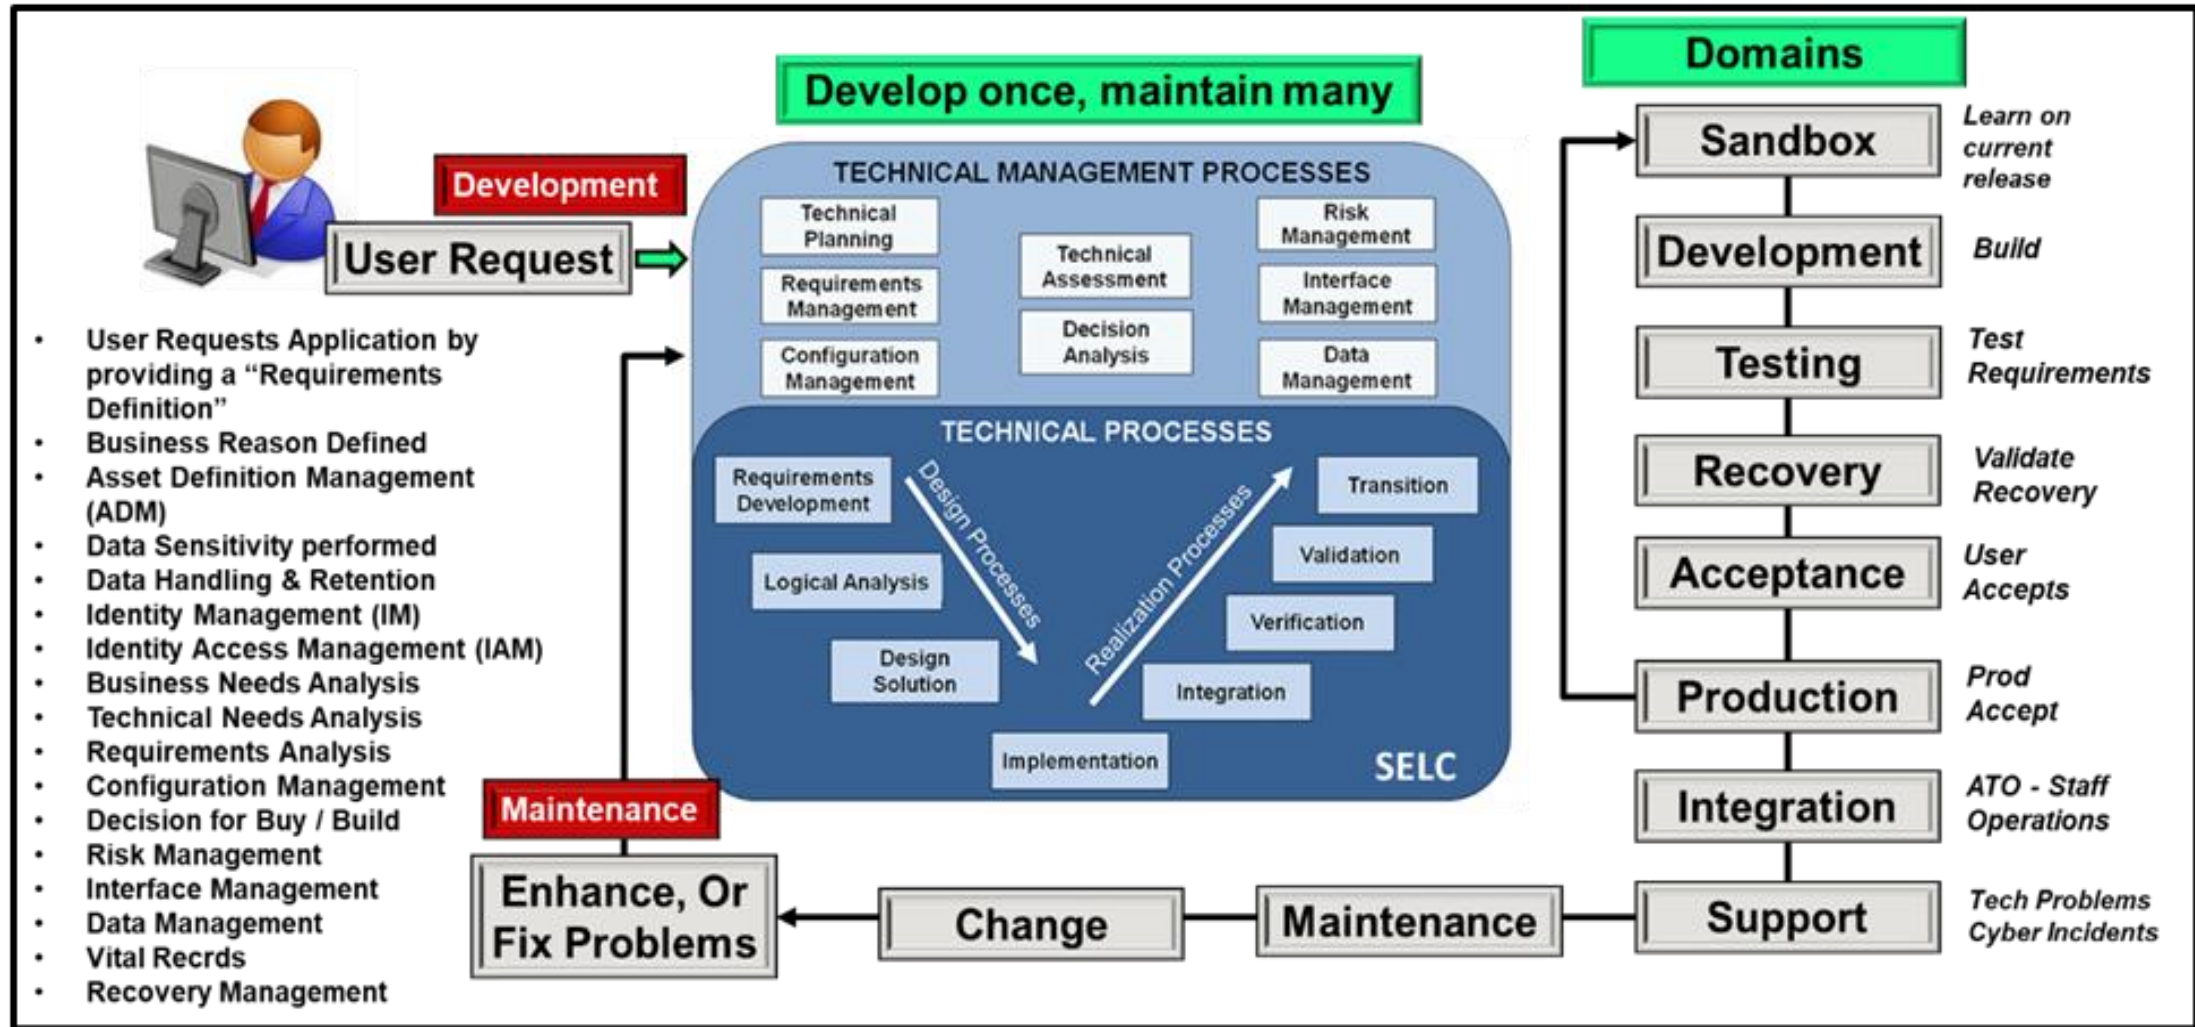 Develop once, maintain many
Development
User Request
• User Requests Application by
providing a “Requirements
Definition”
• Business Reason Defined
• Asset Definition Management
(ADM)
• Data Sensitivity performed
• Data Handling & Retention
• Identity Management (IM)
• Identity Access Management (IAM)
• Business Needs Analysis
• Technical Needs Analysis
• Requirements Analysis
• Configuration Management
• Decision for Buy / Build
• Risk Management
• Interface Management
• Data Management
• Vital Recrds
• Recovery Management
TECHNICAL MANAGEMENT PROCESSES
Technical
Planning
Requirements
Management
Configuration
Management
Technical
Assessment
Decision
Analysis
Risk
Management
Interface
Management
Data
Management
TECHNICAL PROCESSES
Requirements
Development
Logical Analysis
Design
Solution
Design Processes
Implementation
Realization Processes
Integration
Verification
Validation
Transition
SELC
Domains
Sandbox
Learn on
current
release
Development
Build
Testing
Test
Requirements
Recovery
Validate
Recovery
Acceptance
User
Accepts
Production
Prod
Accept
Integration
ATO - Staff
Operations
Support
Tech Problems
Cyber Incidents
Maintenance
Change
Enhance, Or
Fix Problems
Maintenance